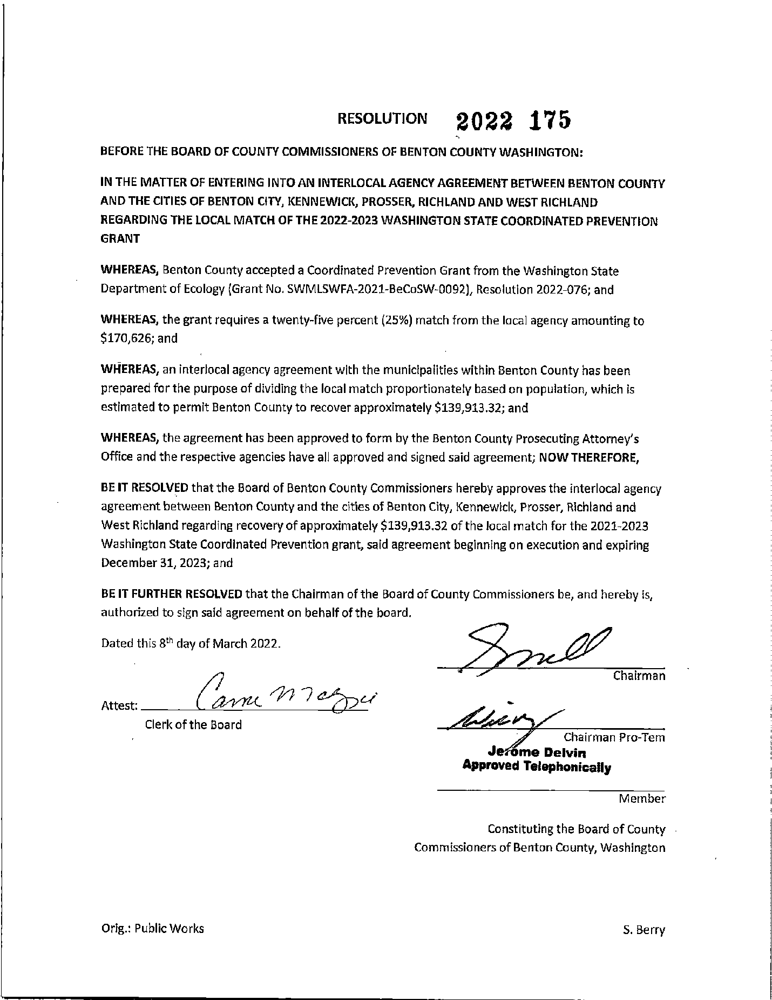 RESOLUTION 2022 175
BEFORE THE BOARD OF COUNTY COMMISSIONERS OF BENTON COUNTY WASHINGTON:
IN THE MATTER OF ENTERING INTO AN INTERLOCAL AGENCY AGREEMENT BETWEEN BENTON COUNTY
AND THE CITIES OF BENTON CITY, KENNEWICK, PROSSER, RICHLAND AND WEST RICHLAND
REGARDING THE LOCAL MATCH OF THE 2022-2023 WASHINGTON STATE COORDINATED PREVENTION
GRANT
WHEREAS, Benton County accepted a Coordinated Prevention Grant from the Washington State
Department of Ecology (Grant No. SWMLSWFA-2021-BeCoSW-0092), Resolution 2022-076; and
WHEREAS, the grant requires a twenty-five percent (25%) match from the local agency amounting to
$170,626; and
WHEREAS, an interlocal agency agreement with the municipalities within Benton County has been
prepared for the purpose of dividing the local match proportionately based on population, which is
estimated to permit Benton County to recover approximately $139,913.32; and
WHEREAS, the agreement has been approved to form by the Benton County Prosecuting Attorney's
Office and the respective agencies have all approved and signed said agreement; NOW THEREFORE,
BE IT RESOLVED that the Board of Benton County Commissioners hereby approves the interlocal agency
agreement between Benton County and the cities of Benton City, Kennewick, Prosser, Richland and
West Richland regarding recovery of approximately $139,913.32 of the local match for the 2021-2023
Washington State Coordinated Prevention grant, said agreement beginning on execution and expiring
December 31, 2023; and
BE IT FURTHER RESOLVED that the Chairman of the Board of County Commissioners be, and hereby is,
authorized to sign said agreement on behalf of the board.
Dated this 8th day of March 2022.
Chairman
Attest:
Clerk of the Board
Chairman Pro-Tem
Jerome Delvin
Approved Telephonically
Member
Constituting the Board of County
Commissioners of Benton County, Washington
Orig.: Public Works S. Berry